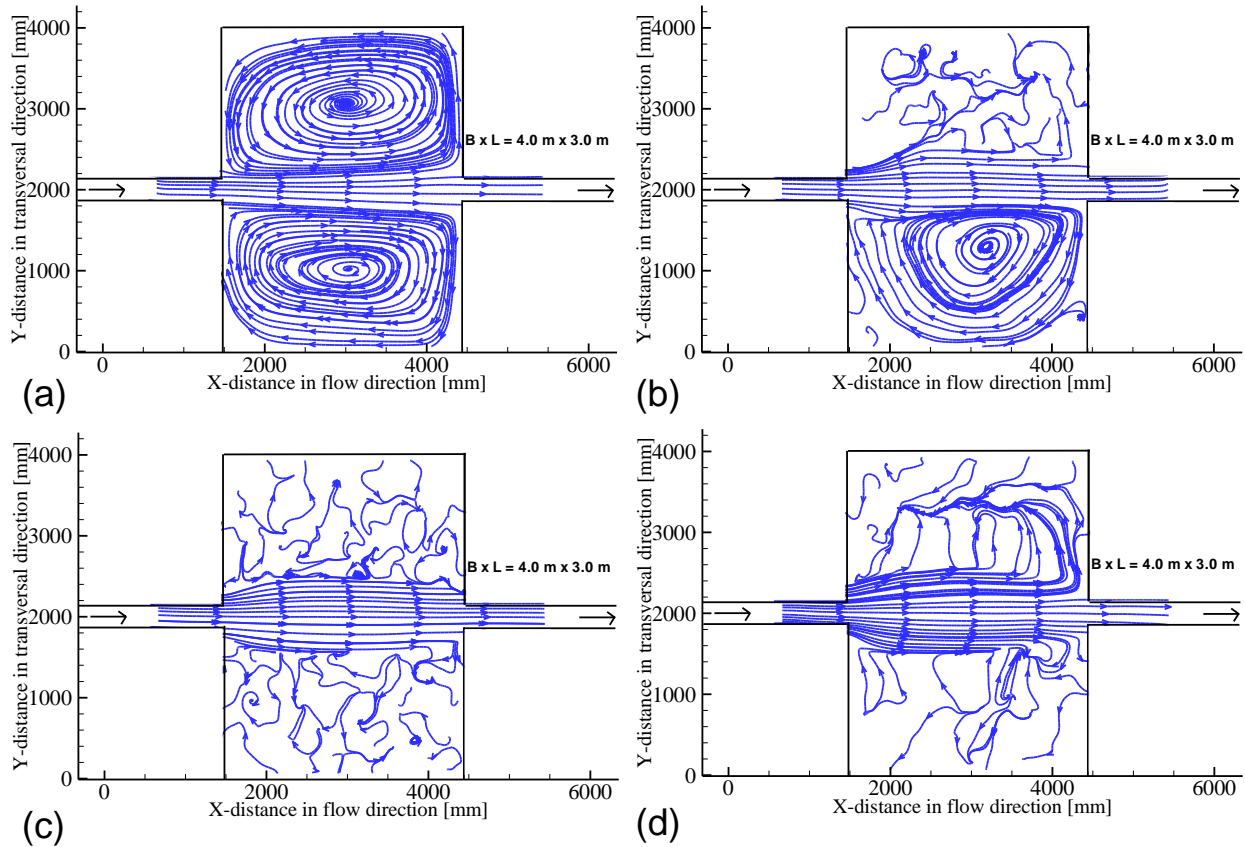 Y-distance in transversal direction [mm]
4000
3000
2000
1000
0
B x L = 4.0 m x 3.0 m
0 2000 4000 6000
X-distance in flow direction [mm]
(a)
Y-distance in transversal direction [mm]
4000
3000
2000
1000
0
B x L = 4.0 m x 3.0 m
0 2000 4000 6000
X-distance in flow direction [mm]
(b)
Y-distance in transversal direction [mm]
4000
3000
2000
1000
0
B x L = 4.0 m x 3.0 m
0 2000 4000 6000
X-distance in flow direction [mm]
(c)
Y-distance in transversal direction [mm]
4000
3000
2000
1000
0
B x L = 4.0 m x 3.0 m
0 2000 4000 6000
X-distance in flow direction [mm]
(d)